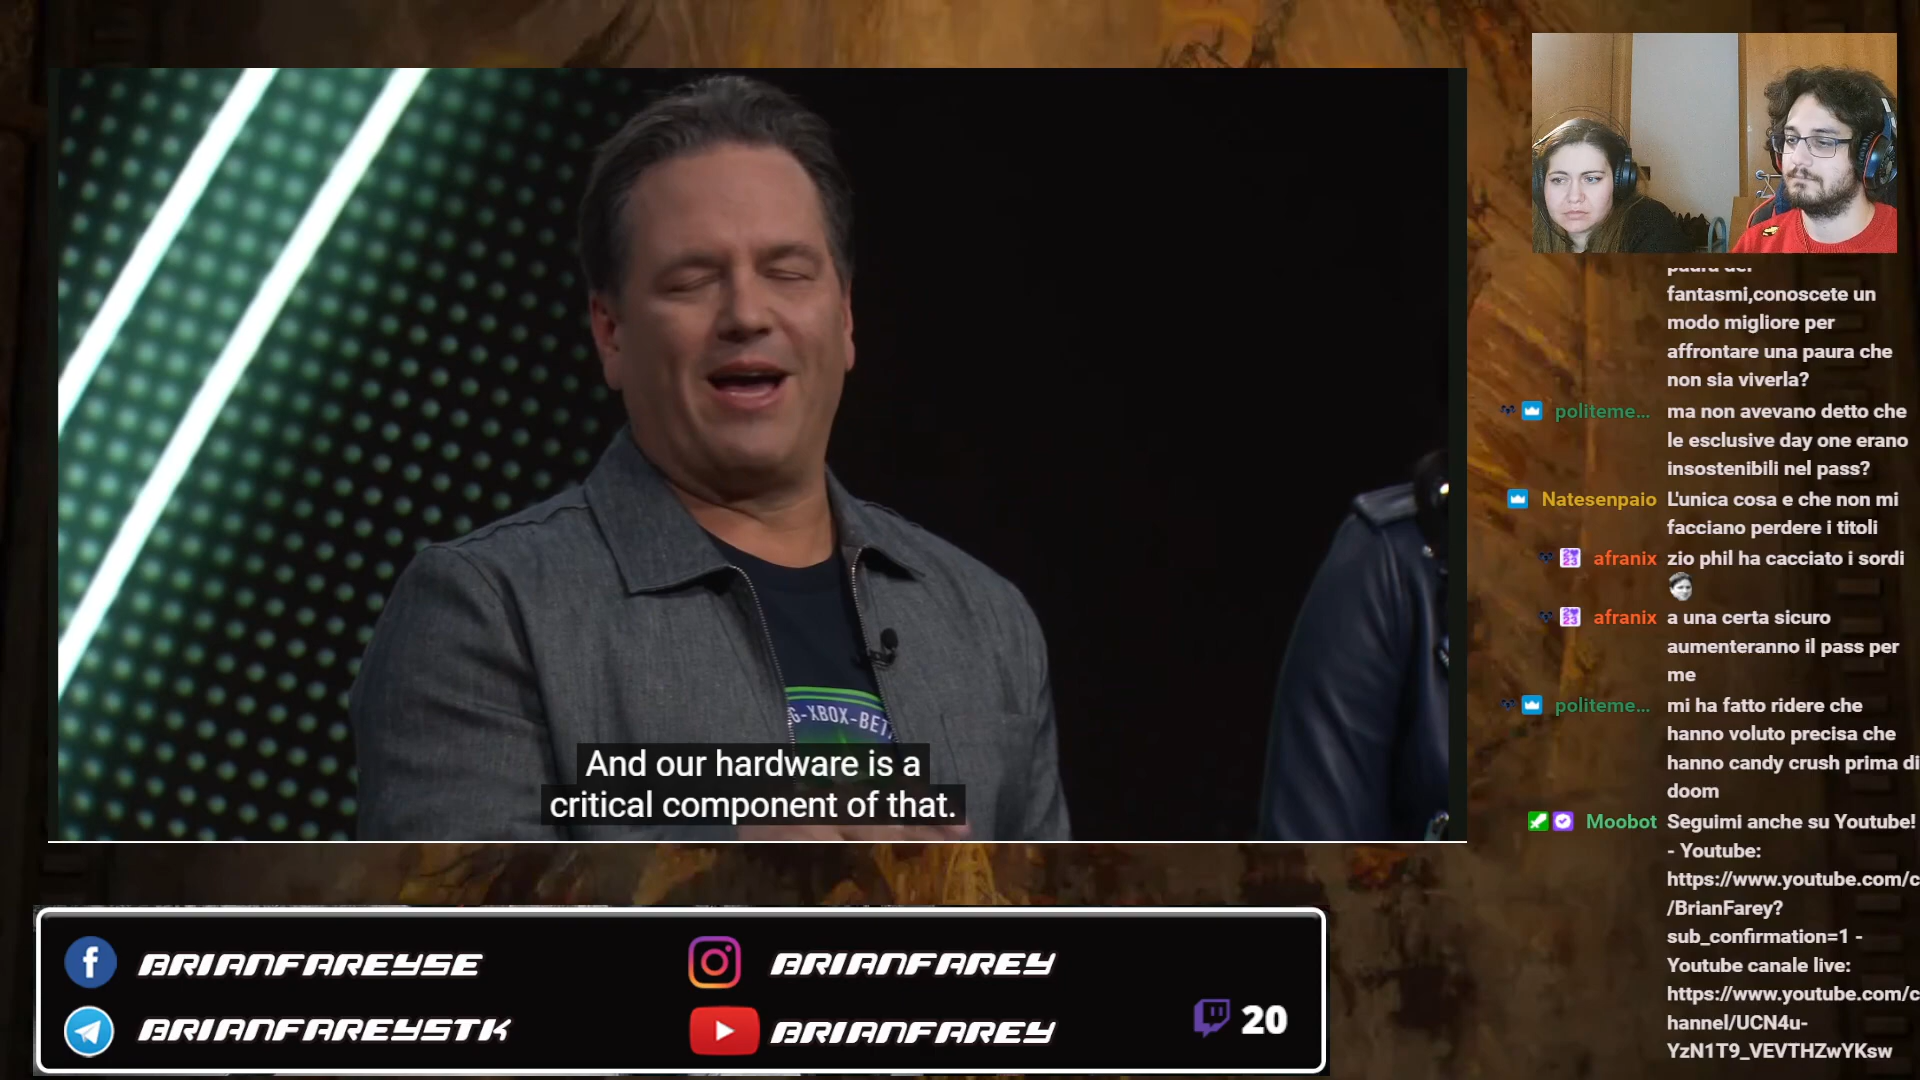 G-XBOX-BET
And our hardware is a
critical component of that.
fantasmi,conoscete un
modo migliore per
affrontare una paura che
non sia viverla?
politeme... ma non avevano detto che
le esclusive day one erano
insostenibili nel pass?
Natesenpaio L'unica cosa e che non mi
facciano perdere i titoli
afranix zio phil ha cacciato i sordi
afranix a una certa sicuro
aumenteranno il pass per
me
politeme... mi ha fatto ridere che
hanno voluto precisa che
hanno candy crush prima di
doom
Moobot Seguimi anche su Youtube!
- Youtube:
https://www.youtube.com/c
/BrianFarey?
sub_confirmation=1 -
Youtube canale live:
https://www.youtube.com/c
hannel/UCN4u-
YzN1T9_VEVTHZwYKsw
BRIANFAREYSE
BRIANFAREY
BRIANFAREYSTK
BRIANFAREY
20